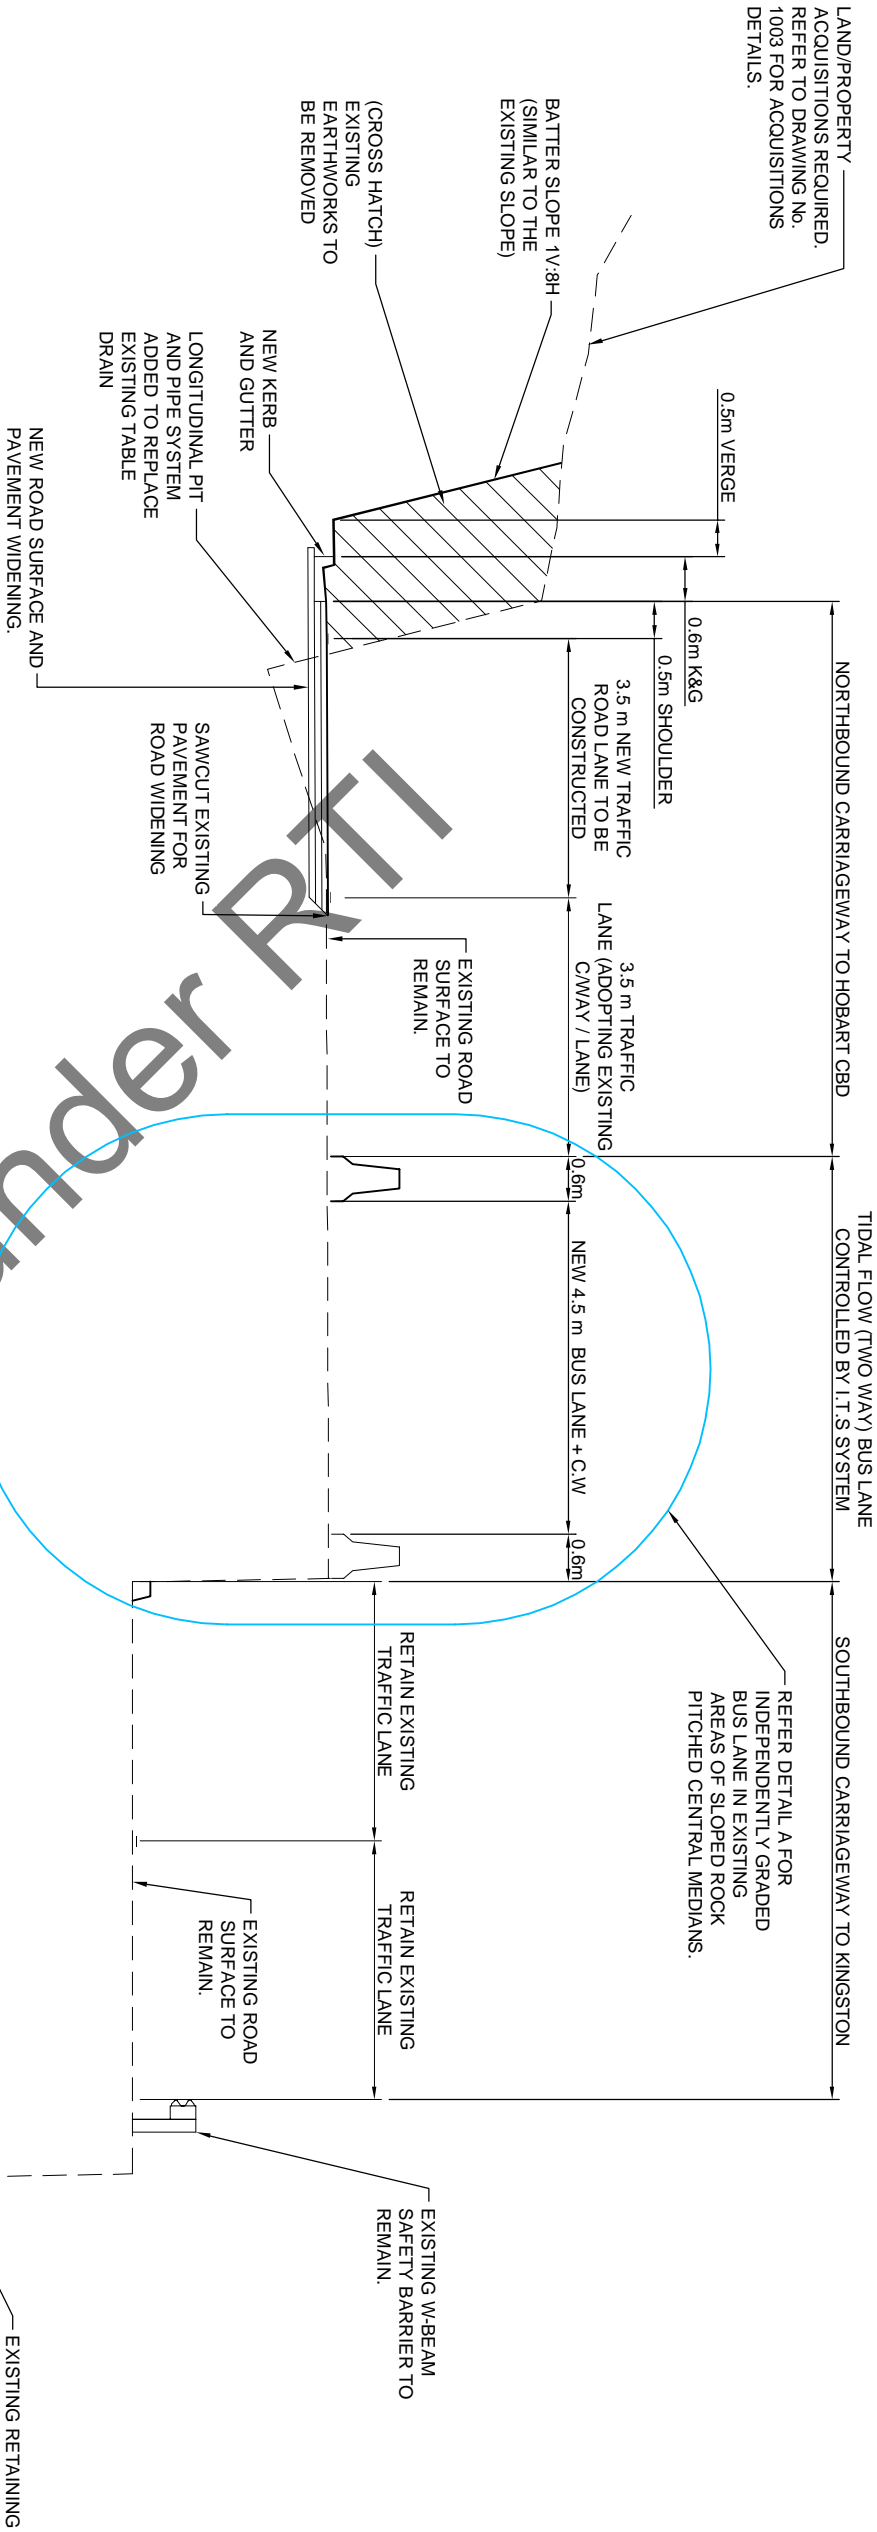 LAND/PROPERTY
ACQUISITIONS REQUIRED.
REFER TO DRAWING No.
1003 FOR ACQUISITIONS
DETAILS.
BATTER SLOPE 1V:8H
(SIMILAR TO THE
EXISTING SLOPE)
(CROSS HATCH)
EXISTING
EARTHWORKS TO
BE REMOVED
NEW KERB
AND GUTTER
LONGITUDINAL PIT
AND PIPE SYSTEM
ADDED TO REPLACE
EXISTING TABLE
DRAIN
NEW ROAD SURFACE AND
PAVEMENT WIDENING.
0.5m VERGE
0.6m K&G
0.5m SHOULDER
NORTHBOUND CARRIAGEWAY TO HOBART CBD
3.5 m NEW TRAFFIC
ROAD LANE TO BE
CONSTRUCTED
SAWCUT EXISTING
PAVEMENT FOR
ROAD WIDENING
3.5 m TRAFFIC
LANE (ADOPTING EXISTING
C/WAY / LANE)
EXISTING ROAD
SURFACE TO
REMAIN.
TIDAL FLOW (TWO WAY) BUS LANE
CONTROLLED BY I.T.S SYSTEM
0.6m
NEW 4.5 m BUS LANE + C.W
0.6m
SOUTHBOUND CARRIAGEWAY TO KINGSTON
REFER DETAIL A FOR
INDEPENDENTLY GRADED
BUS LANE IN EXISTING
AREAS OF SLOPED ROCK
PITCHED CENTRAL MEDIANS.
RETAIN EXISTING
TRAFFIC LANE
RETAIN EXISTING
TRAFFIC LANE
EXISTING ROAD
SURFACE TO
REMAIN.
EXISTING W-BEAM
SAFETY BARRIER TO
REMAIN.
EXISTING RETAINING
under RTI